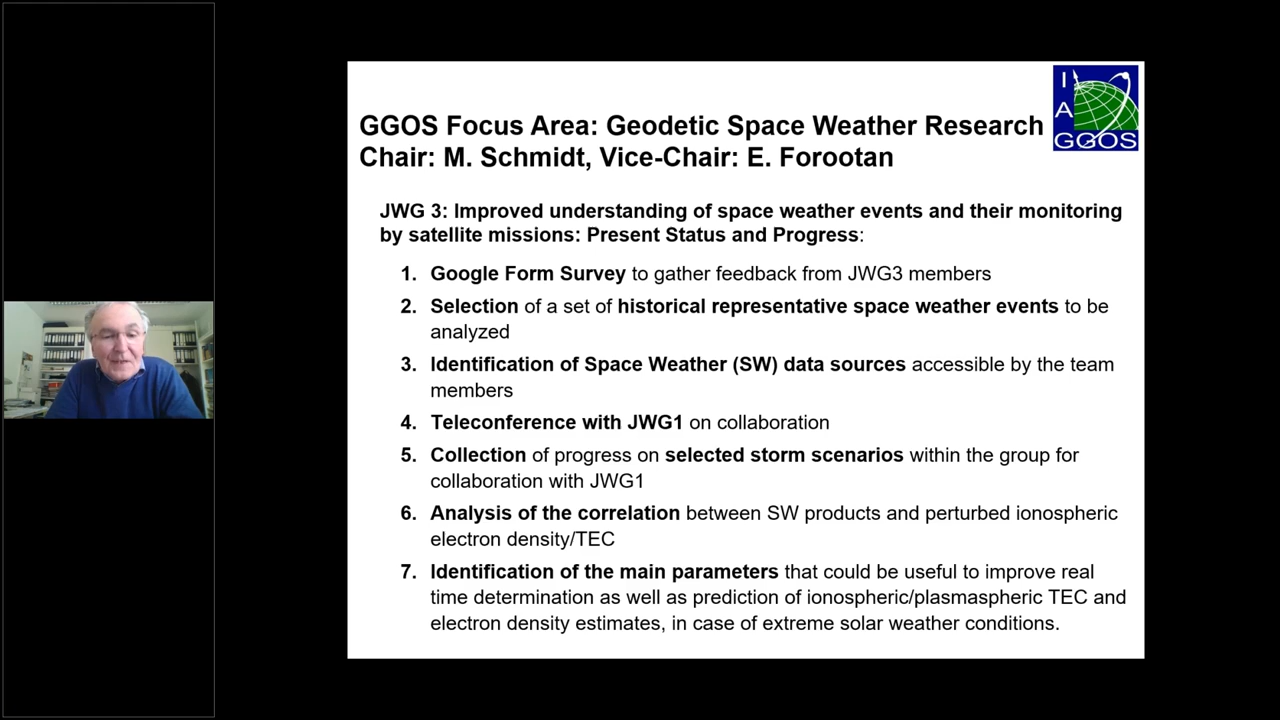 I
A
GGOS
GGOS Focus Area: Geodetic Space Weather Research
Chair: M. Schmidt, Vice-Chair: E. Forootan
JWG 3: Improved understanding of space weather events and their monitoring
by satellite missions: Present Status and Progress:
1. Google Form Survey to gather feedback from JWG3 members
2. Selection of a set of historical representative space weather events to be
analyzed
3. Identification of Space Weather (SW) data sources accessible by the team
members
4. Teleconference with JWG1 on collaboration
5. Collection of progress on selected storm scenarios within the group for
collaboration with JWG1
6. Analysis of the correlation between SW products and perturbed ionospheric
electron density/TEC
7. Identification of the main parameters that could be useful to improve real
time determination as well as prediction of ionospheric/plasmaspheric TEC and
electron density estimates, in case of extreme solar weather conditions.